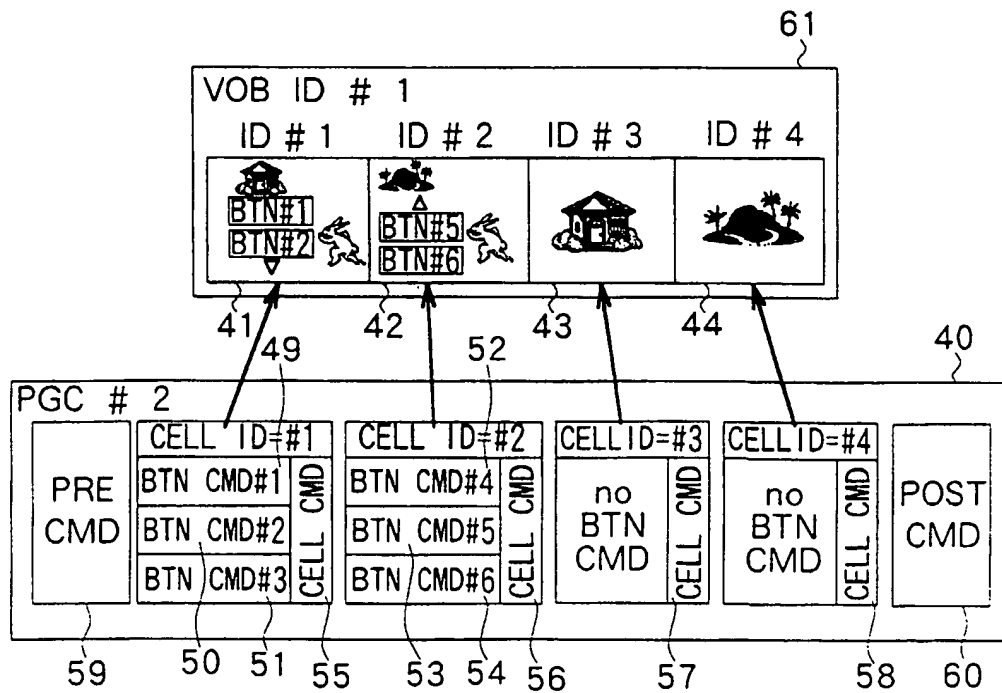 61
VOB ID # 1
ID # 1 ID # 2 ID # 3 ID # 4
BTN#1
BTN#2
BTN#5
BTN#6
41 42 43 44
49 52 40
PGC # 2
PRE
CMD
CELL ID=#1
BTN CMD#1
BTN CMD#2
BTN CMD#3
CELL CMD
CELL ID=#2
BTN CMD#4
BTN CMD#5
BTN CMD#6
CELL CMD
CELL ID=#3
no
BTN
CMD
CELL CMD
CELL ID=#4
no
BTN
CMD
CELL CMD
POST
CMD
59 50 51 55 53 54 56 57 58 60